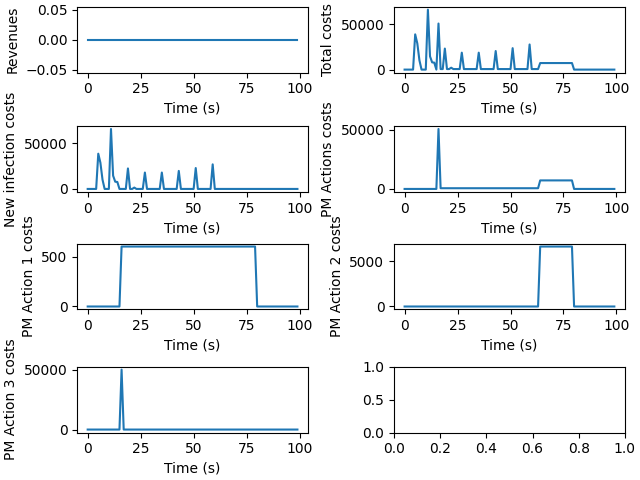 Revenues
0.05
0.00
−0.05
0 25 50 75 100
Time (s)
Total costs
50000
0
0 25 50 75 100
Time (s)
New infection costs
50000
0
0 25 50 75 100
Time (s)
PM Actions costs
50000
0
0 25 50 75 100
Time (s)
PM Action 1 costs
500
0
0 25 50 75 100
Time (s)
PM Action 2 costs
5000
0
0 25 50 75 100
Time (s)
PM Action 3 costs
50000
0
0 25 50 75 100
Time (s)
1.0
0.5
0.0
0.0 0.2 0.4 0.6 0.8 1.0